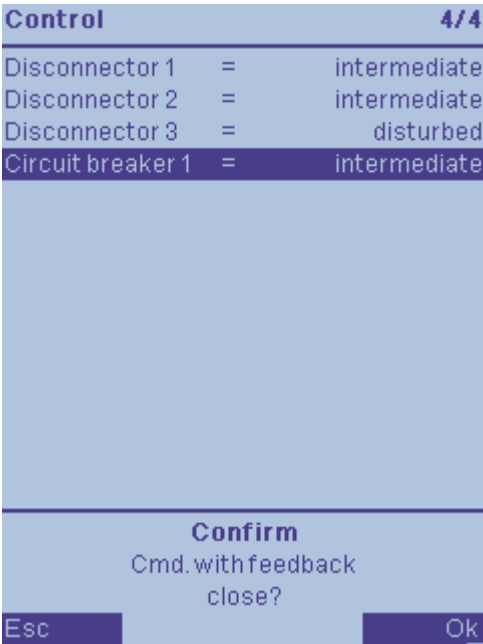 Control 4/4
Disconnector 1 = intermediate
Disconnector 2 = intermediate
Disconnector 3 = disturbed
Circuit breaker 1 = intermediate
Confirm
Cmd. with feedback
close?
Esc Ok